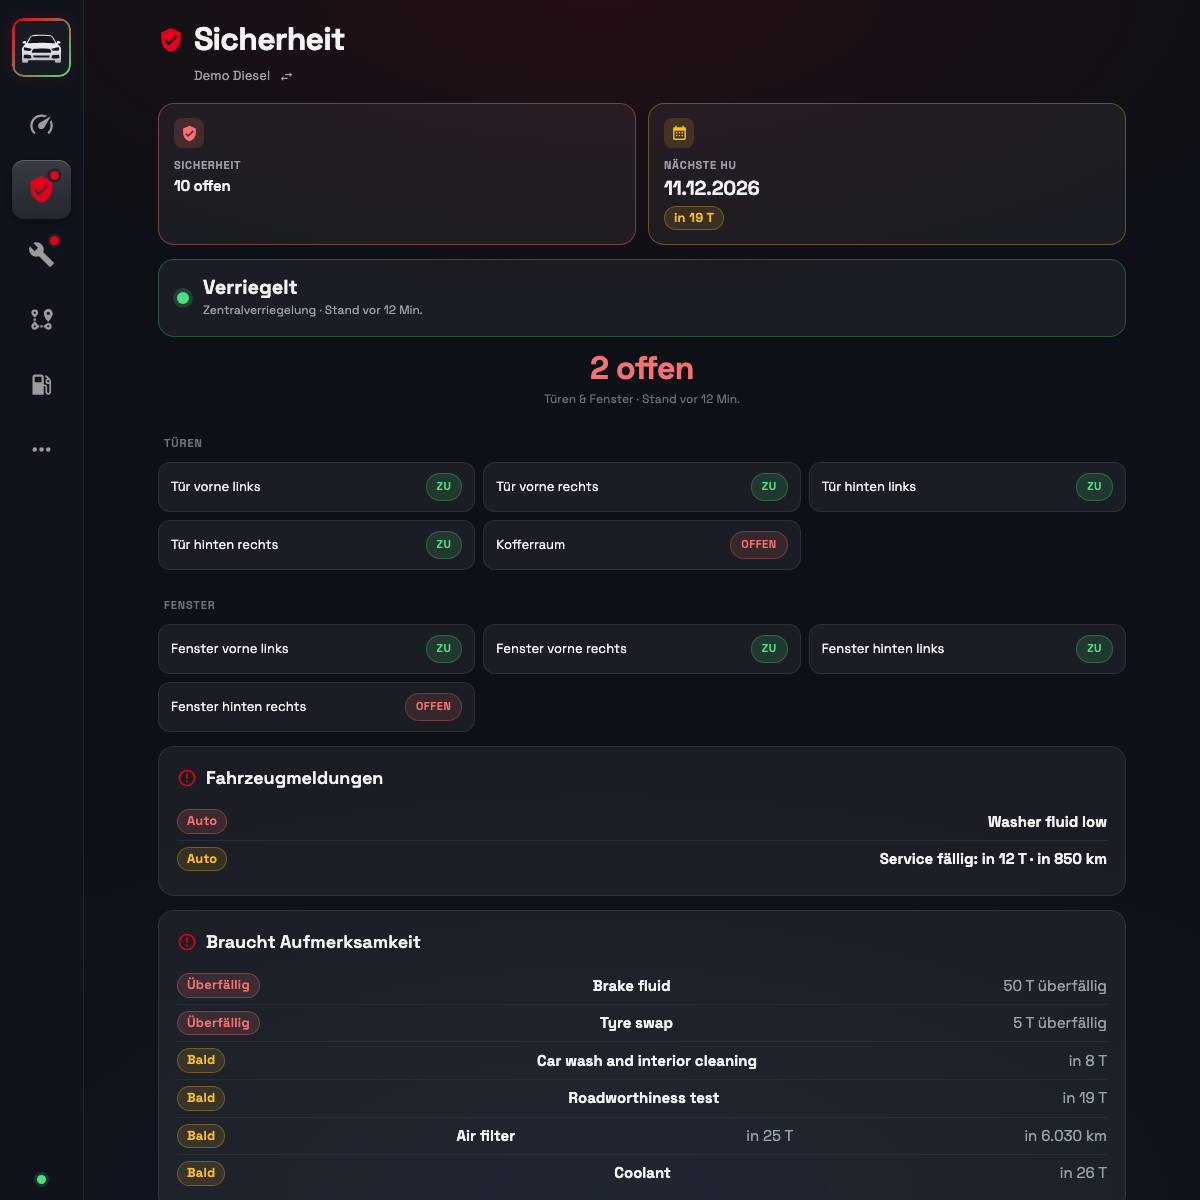 Sicherheit
Demo Diesel
SICHERHEIT
10 offen
NÄCHSTE HU
11.12.2026
in 19 T
Verriegelt
Zentralverriegelung · Stand vor 12 Min.
2 offen
Türen & Fenster · Stand vor 12 Min.
TÜREN
Tür vorne links ZU
Tür vorne rechts ZU
Tür hinten links ZU
Tür hinten rechts ZU
Kofferraum OFFEN
FENSTER
Fenster vorne links ZU
Fenster vorne rechts ZU
Fenster hinten links ZU
Fenster hinten rechts OFFEN
Fahrzeugmeldungen
Auto Washer fluid low
Auto Service fällig: in 12 T · in 850 km
Braucht Aufmerksamkeit
Überfällig Brake fluid 50 T überfällig
Überfällig Tyre swap 5 T überfällig
Bald Car wash and interior cleaning in 8 T
Bald Roadworthiness test in 19 T
Bald Air filter in 25 T in 6.030 km
Bald Coolant in 26 T